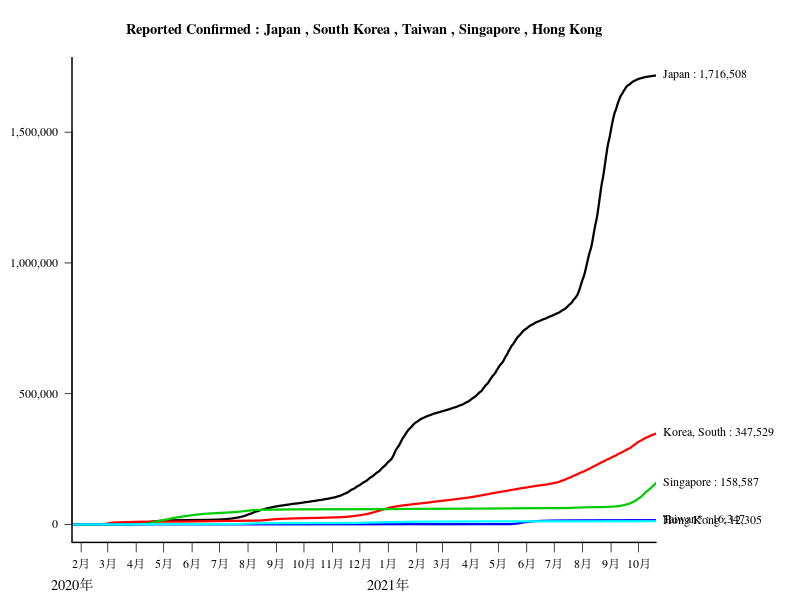 Reported Confirmed : Japan , South Korea , Taiwan , Singapore , Hong Kong
Japan : 1,716,508
1,500,000
1,000,000
500,000
Korea, South : 347,529
Singapore : 158,587
0
2月 3月 4月 5月 6月 7月 8月 9月 10月 11月 12月 1月 2月 3月 4月 5月 6月 7月 8月 9月 10月
2020年 2021年